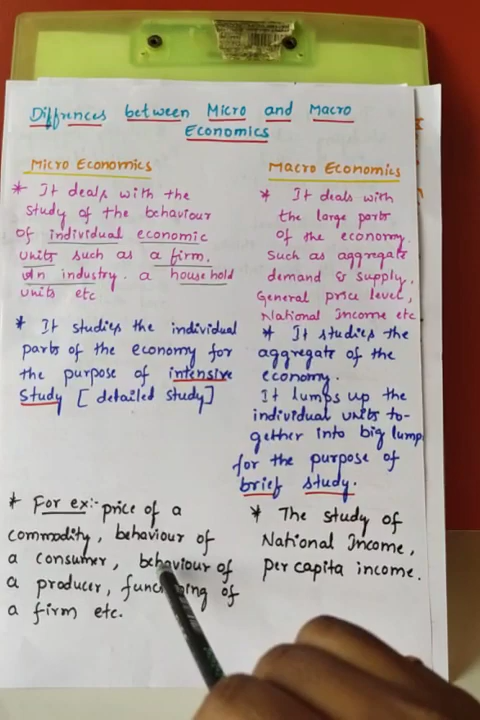 Diffrences between Micro and Macro
Economics
Micro Economics
* It deals with the
study of the behaviour
of individual economic
units such as a firm,
An industry. a household
units etc
* It studies the individual
parts of the economy for
the purpose of intensive
study [detailed study]
* For ex:- price of a
commodity, behaviour of
a consumer, behaviour of
a producer, functioning of
a firm etc.
Macro Economics
* It deals with
the large parts
of the economy.
Such as aggregate
demand & supply,
General price level,
National Income etc
* It studies the
aggregate of the
economy.
It lumps up the
individual units to-
gether into big lump
for the purpose of
brief study.
* The study of
National Income,
per capita income.